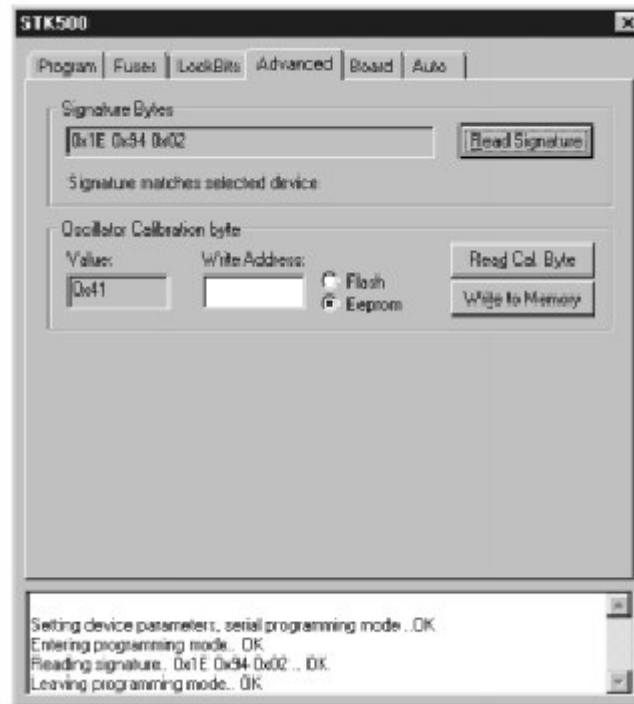 STK500
Program Fuses LockBits Advanced Board Auto
Signature Bytes
0x1E 0x94 0x02
Read Signature
Signature matches selected device
Oscillator Calibration byte
Value:
Write Address:
0x41
Flash
Eeprom
Read Cal. Byte
Write to Memory
Setting device parameters, serial programming mode ..OK
Entering programming mode.. OK
Reading signature.. 0x1E 0x94 0x02 .. OK
Leaving programming mode.. OK